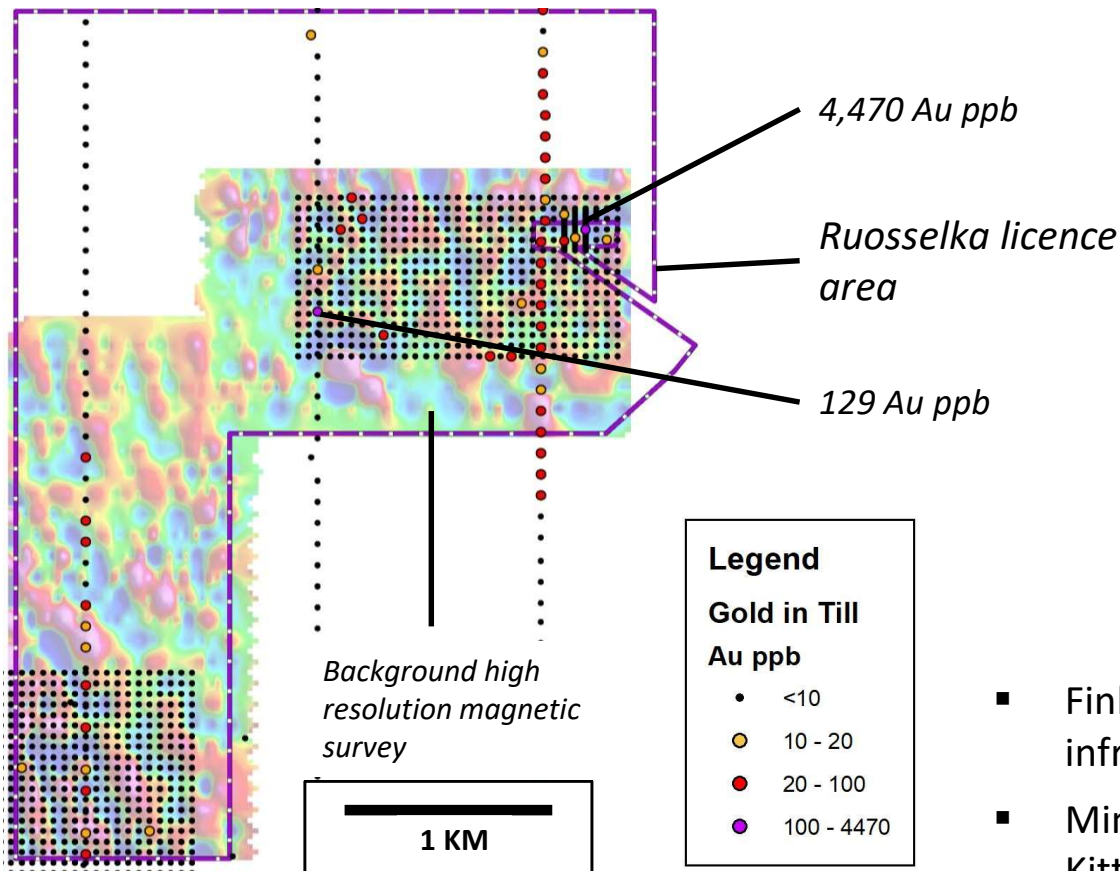 4,470 Au ppb
Ruosselka licence
area
129 Au ppb
Background high
resolution magnetic
survey
1 KM
Legend
Gold in Till
Au ppb
<10
10 - 20
20 - 100
100 - 4470
▪
▪ Min